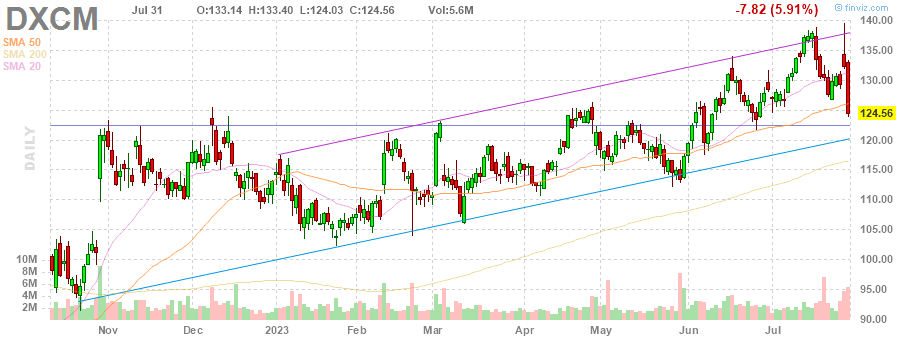 DXCM
Jul 31 O:133.14 H:133.40 L:124.03 C:124.56 Vol:5.6M
-7.82 (5.91%)
© finviz.com
SMA 50
SMA 200
SMA 20
DAILY
140.00
135.00
130.00
124.56
120.00
115.00
110.00
105.00
100.00
95.00
90.00
10M
8M
6M
4M
2M
Nov Dec 2023 Feb Mar Apr May Jun Jul